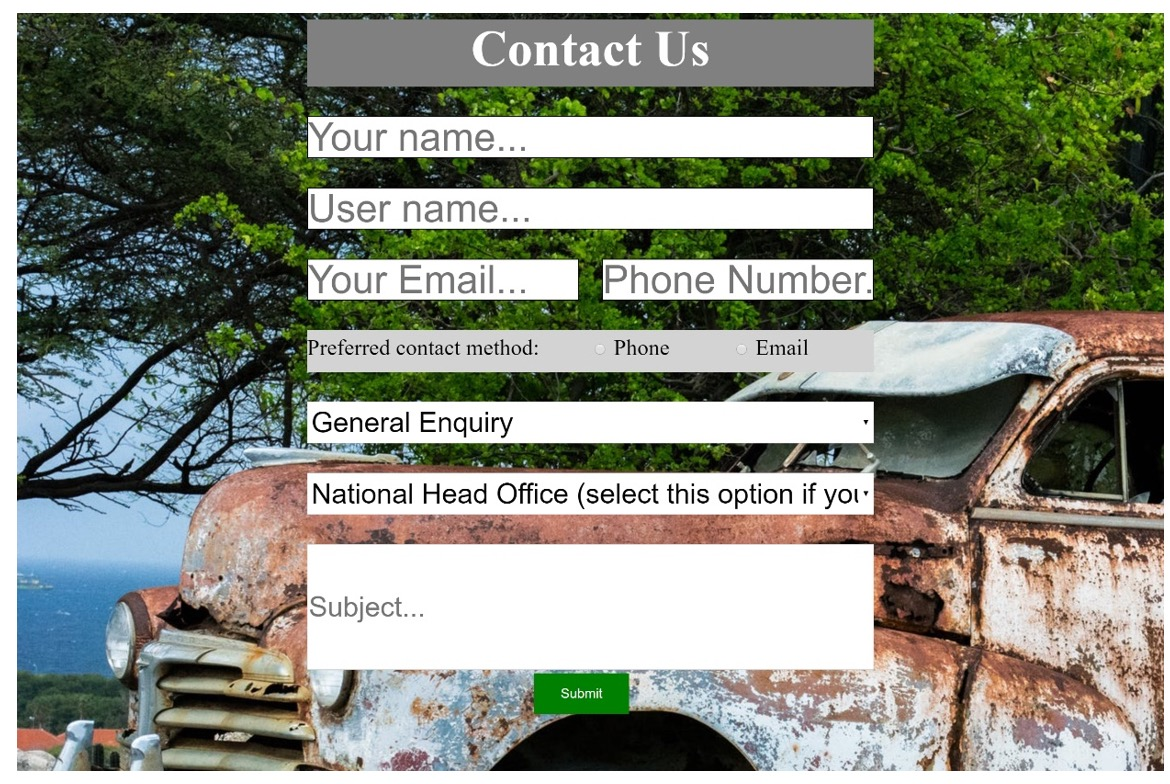 Contact Us
Your name...
User name...
Your Email... Phone Number.
Preferred contact method: Phone Email
General Enquiry
National Head Office (select this option if you
Subject...
Submit